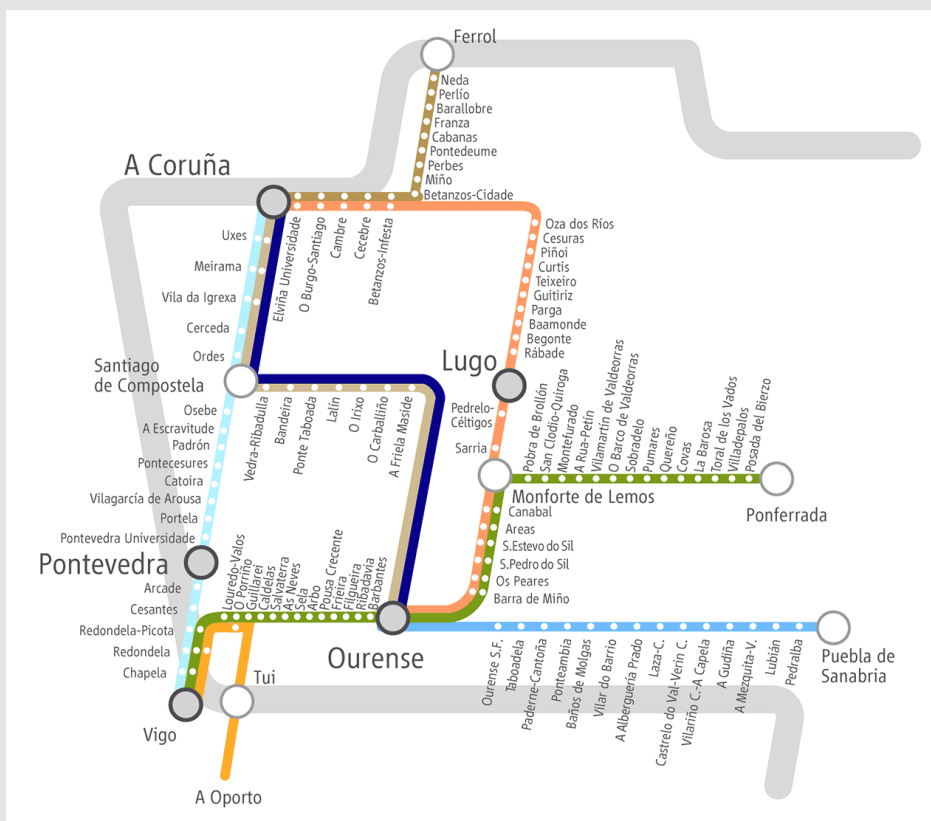 Ferrol
Neda
Perlío
Barallobre
Franza
Cabanas
Pontedeume
Perbes
Miño
Betanzos-Cidade
A Coruña
Elviña Universidade
O Burgo-Santiago
Cambre
Cecebre
Betanzos-Infesta
Oza dos Ríos
Cesuras
Piñoi
Curtis
Teixeiro
Guitiriz
Parga
Baamonde
Begonte
Rábade
Lugo
Pedrelo-
Céltigos
Sarria
Uxes
Meirama
Vila da Igrexa
Cerceda
Ordes
Santiago
de Compostela
Vedra-Ribadulla
Bandeira
Ponte Taboada
Lalín
O Irixo
O Carballiño
A Friela Maside
Osebe
A Escravitude
Padrón
Pontecesures
Catoira
Vilagarcía de Arousa
Portela
Pontevedra Universidade
Pontevedra
Arcade
Cesantes
Redondela-Picota
Redondela
Chapela
Vigo
Pobra de Brollón
San Clodio-Quiroga
Montefurado
A Rua-Petín
Vilamartín de Valdeorras
O Barco de Valdeorras
Sobradelo
Pumares
Quereño
Covas
La Barosa
Toral de los Vados
Villadepalos
Posada del Bierzo
Monforte de Lemos
Ponferrada
Canabal
Areas
S.Estevo do Sil
S.Pedro do Sil
Os Peares
Barra de Miño
Louredo-Valos
O Porriño
Guillarei
Caldelas
Salvaterra
As Neves
Sela
Arbo
Pousa Crecente
Frieira
Filgueira
Ribadavia
Barbantes
Ourense
Tui
A Oporto
Ourense S.F.
Taboadela
Paderne-Cantoña
Ponteambia
Baños de Molgas
Vilar do Barrio
A Alberguería Prado
Laza-C.
Castrelo do Val-Verín C.
Vilariño C.-A Capela
A Gudiña
A Mezquita-V.
Lubián
Pedralba
Puebla de
Sanabria